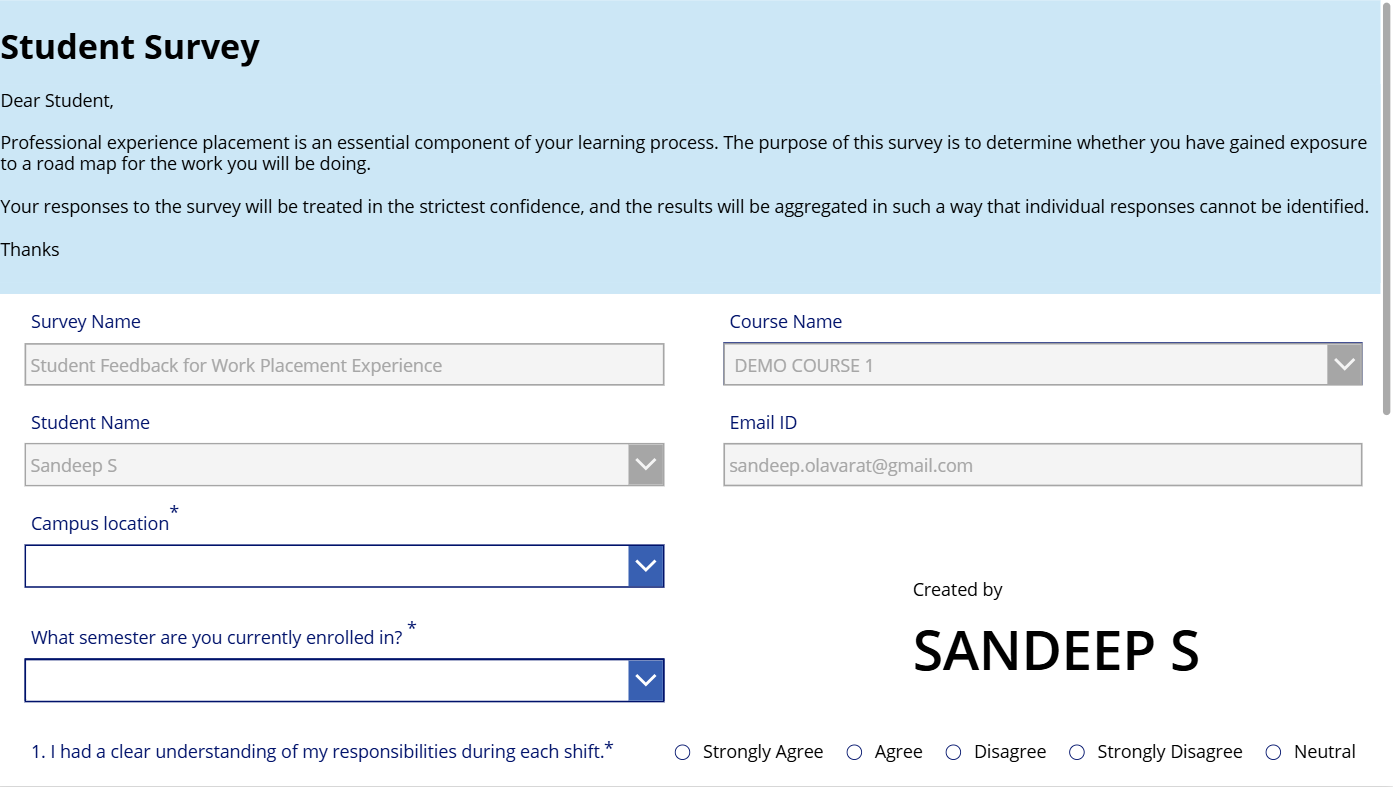 Student Survey
Dear Student,
Professional experience placement is an essential component of your learning process. The purpose of this survey is to determine whether you have gained exposure
to a road map for the work you will be doing.
Your responses to the survey will be treated in the strictest confidence, and the results will be aggregated in such a way that individual responses cannot be identified.
Thanks
Survey Name
Student Feedback for Work Placement Experience
Course Name
DEMO COURSE 1
Student Name
Sandeep S
Email ID
sandeep.olavarat@gmail.com
Campus location*
What semester are you currently enrolled in? *
Created by
SANDEEP S
1. I had a clear understanding of my responsibilities during each shift.*
Strongly Agree Agree Disagree Strongly Disagree Neutral